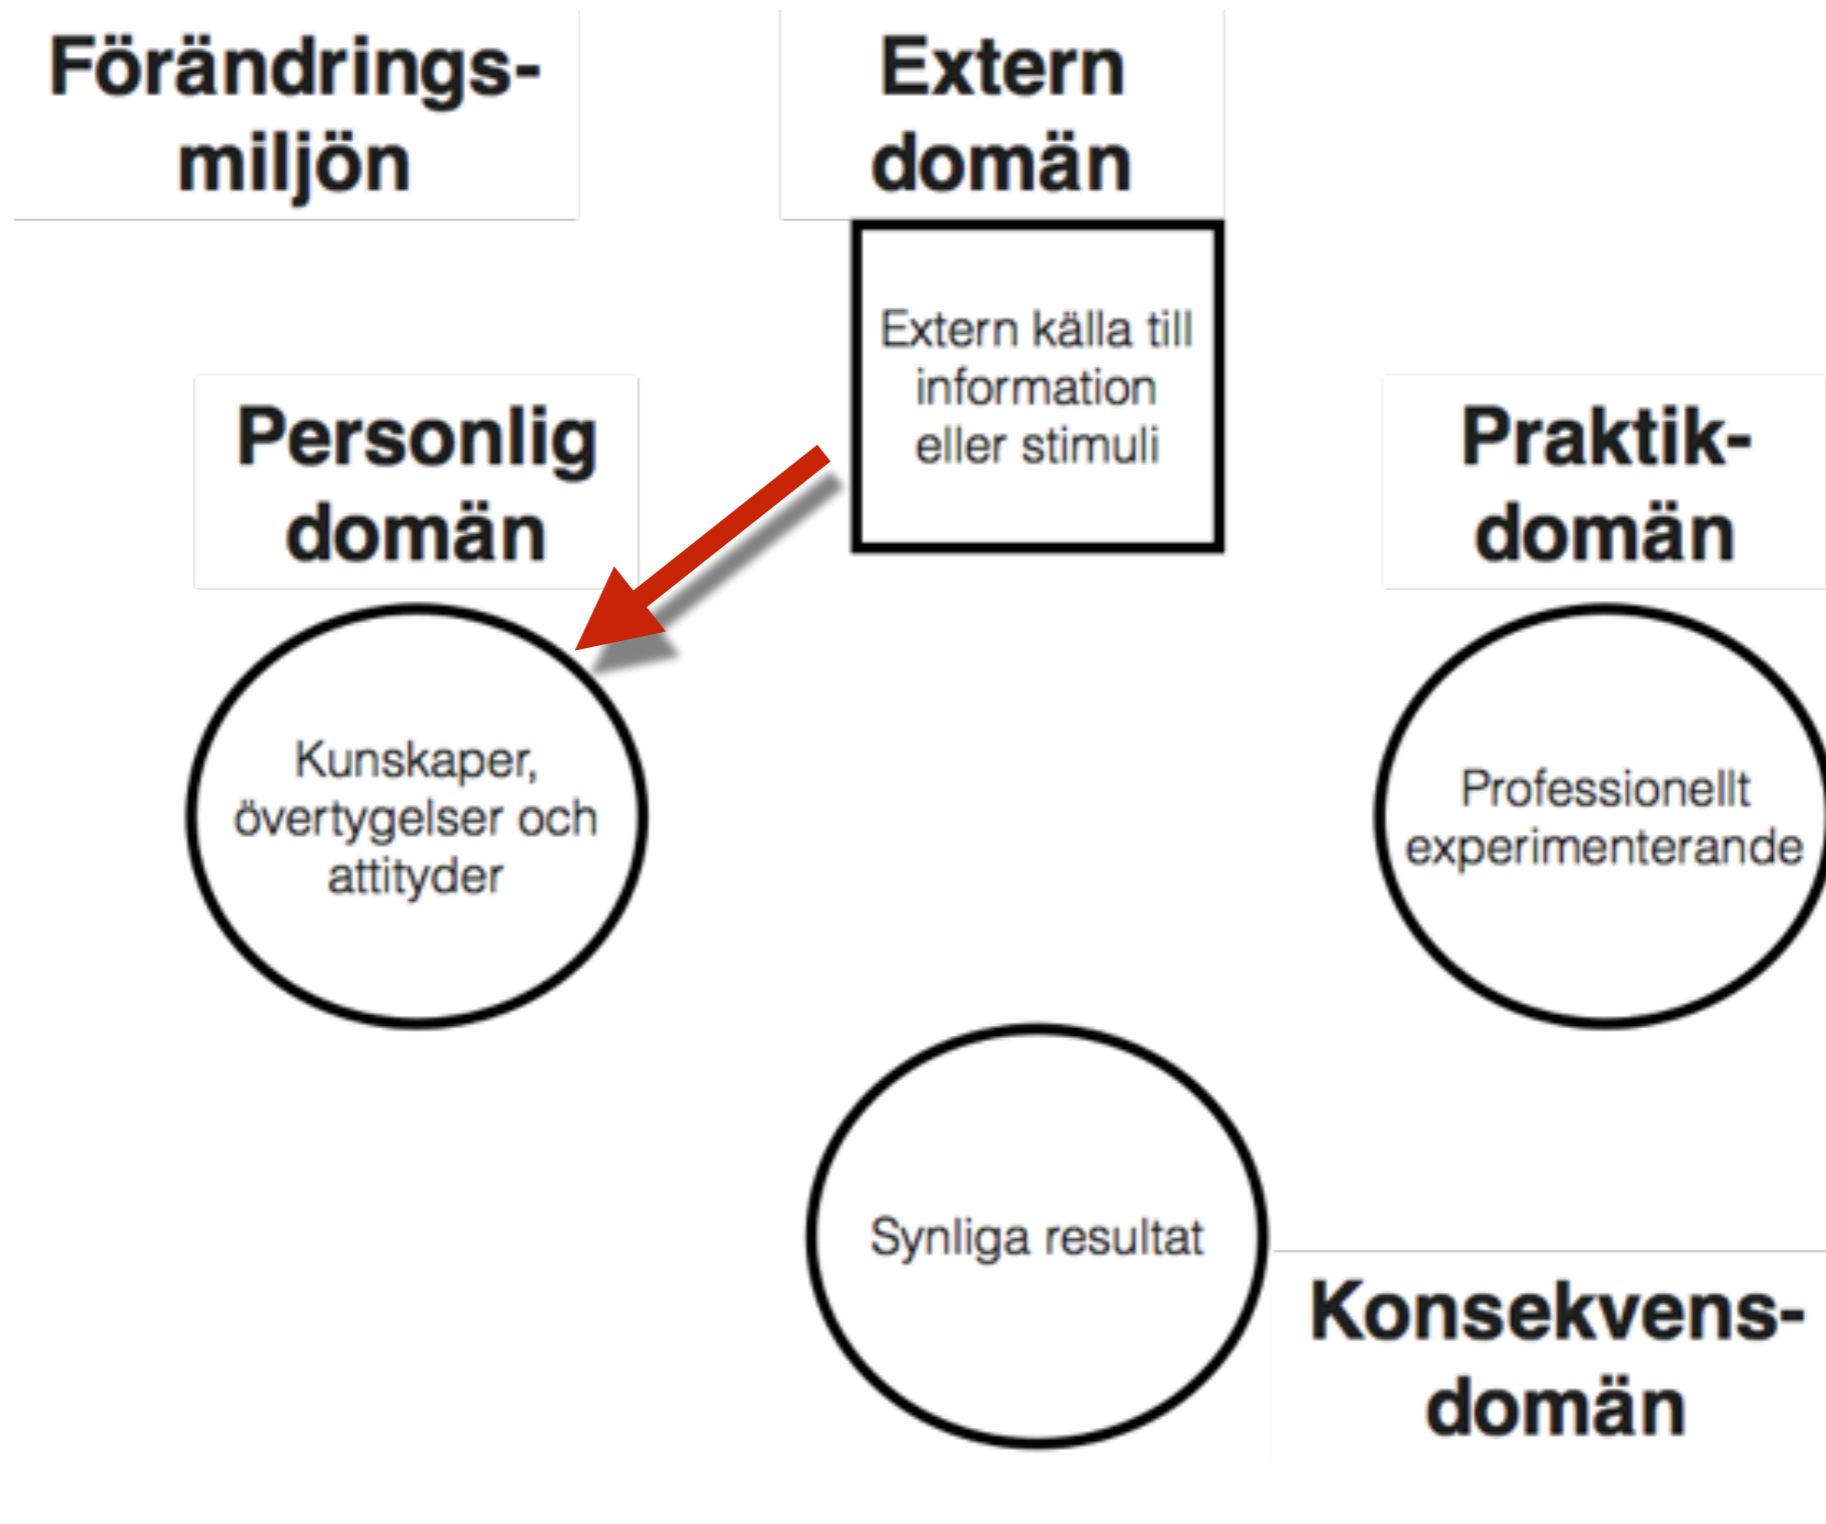 Förändrings-
miljön
Extern
domän
Extern källa till
information
eller stimuli
Personlig
domän
Praktik-
domän
Kunskaper,
övertygelser och
attityder
Professionellt
experimenterande
Synliga resultat
Konsekvens-
domän